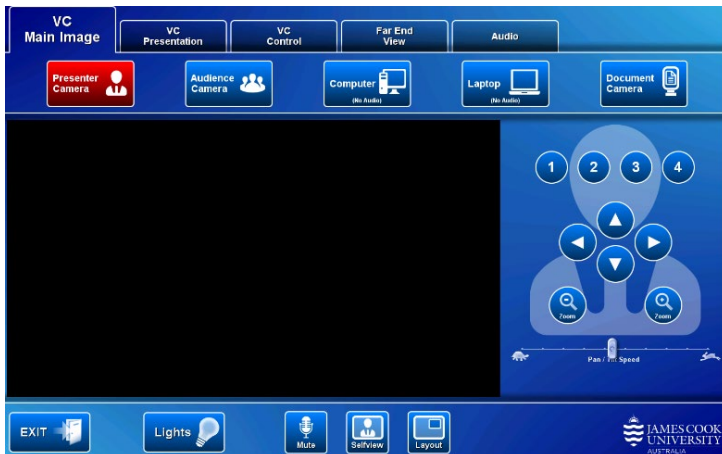 VC
Main Image
VC
Presentation
VC
Control
Far End
View
Audio
Presenter
Camera
Audience
Camera
Computer
(No Audio)
Laptop
(No Audio)
Document
Camera
1 2 3 4
Zoom
Zoom
Pan / Tilt Speed
EXIT
Lights
Mute
Selfview
Layout
JAMES COOK
UNIVERSITY
AUSTRALIA